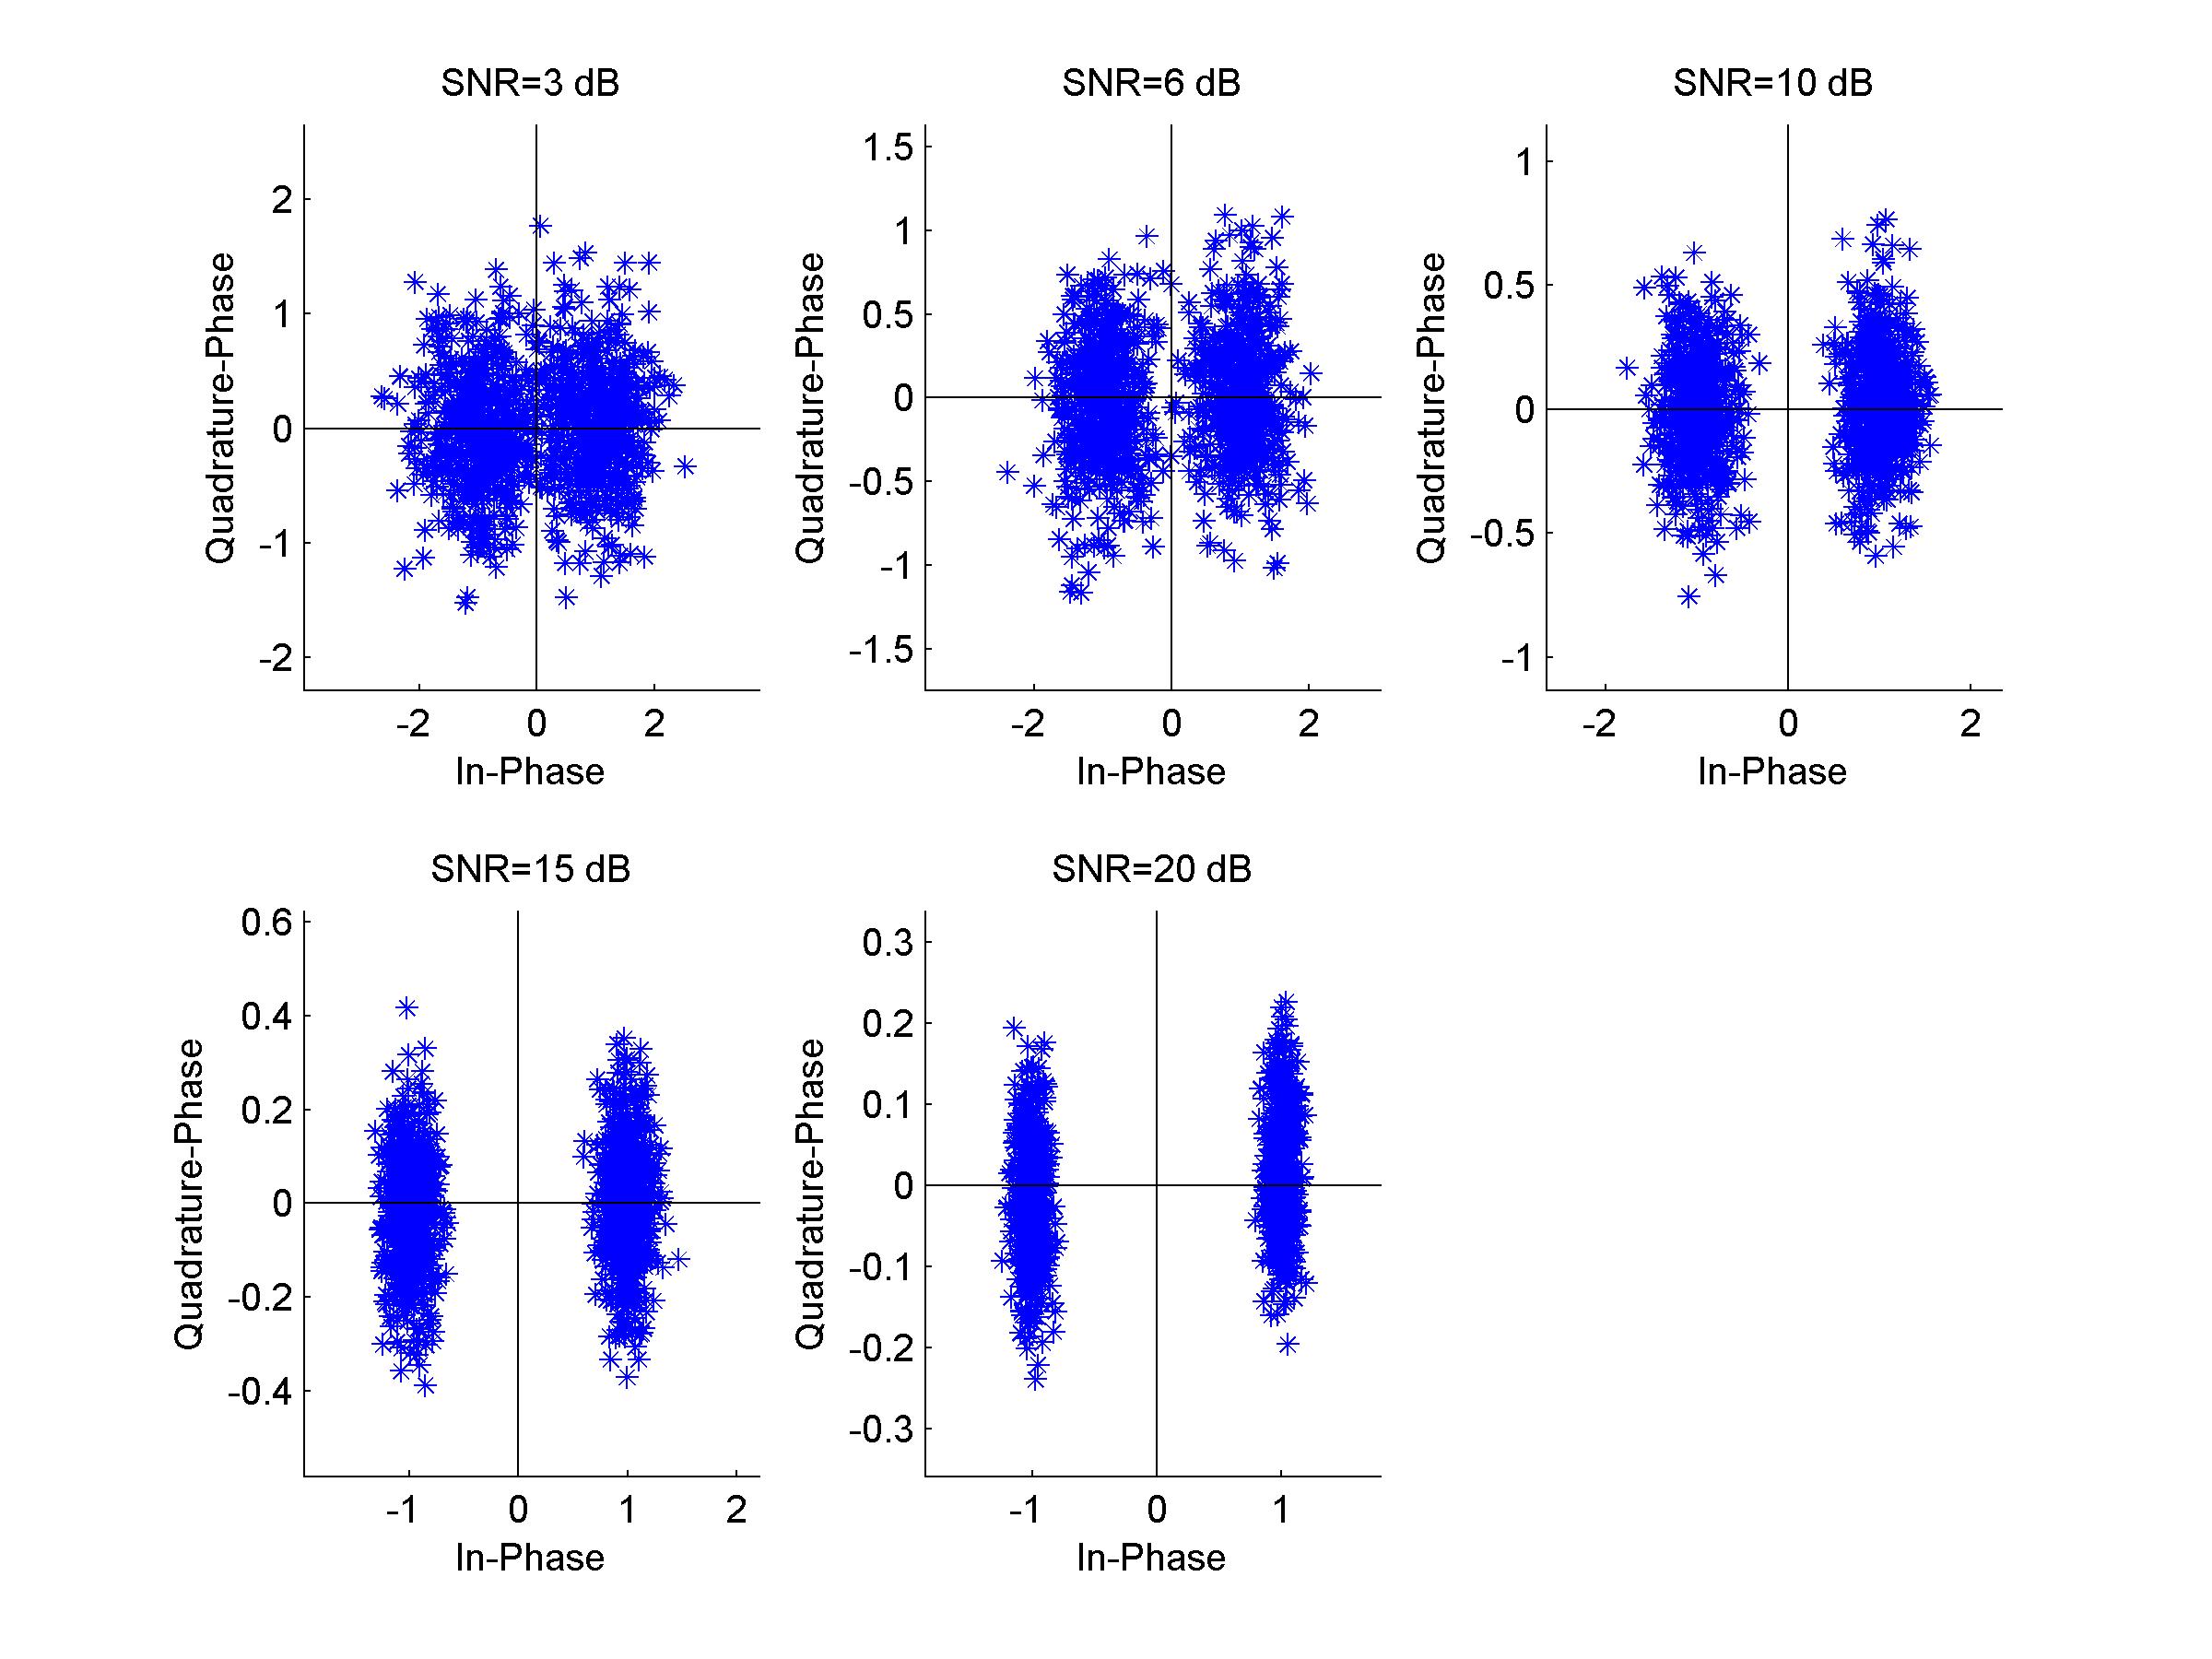 SNR=3 dB
2
1
0
-1
-2
Quadrature-Phase
-2 0 2
In-Phase
SNR=6 dB
1.5
1
0.5
0
-0.5
-1
-1.5
Quadrature-Phase
-2 0 2
In-Phase
SNR=10 dB
1
0.5
0
-0.5
-1
Quadrature-Phase
-2 0 2
In-Phase
SNR=15 dB
0.6
0.4
0.2
0
-0.2
-0.4
Quadrature-Phase
-1 0 1 2
In-Phase
SNR=20 dB
0.3
0.2
0.1
0
-0.1
-0.2
-0.3
Quadrature-Phase
-1 0 1
In-Phase